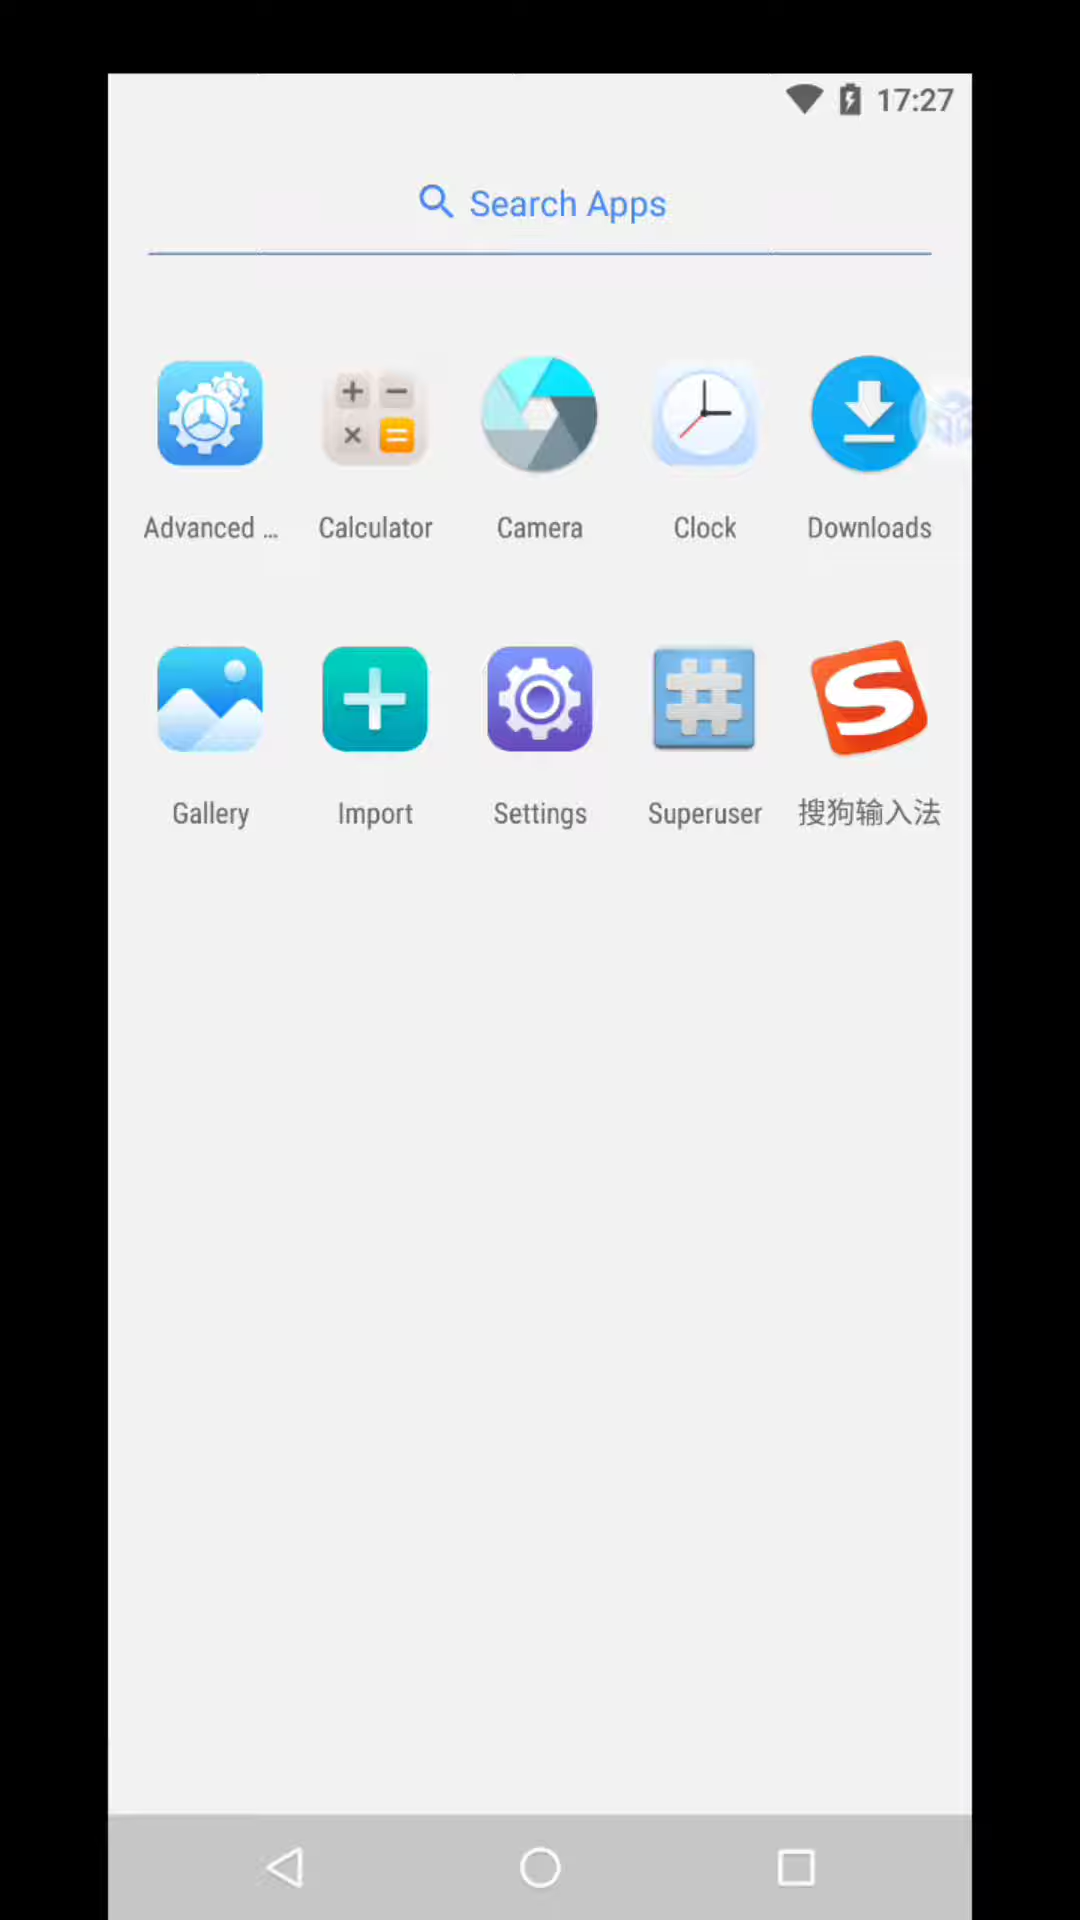 17:27
Search Apps
Advanced ...
Calculator
Camera
Clock
Downloads
Gallery
Import
Settings
Superuser
搜狗输入法